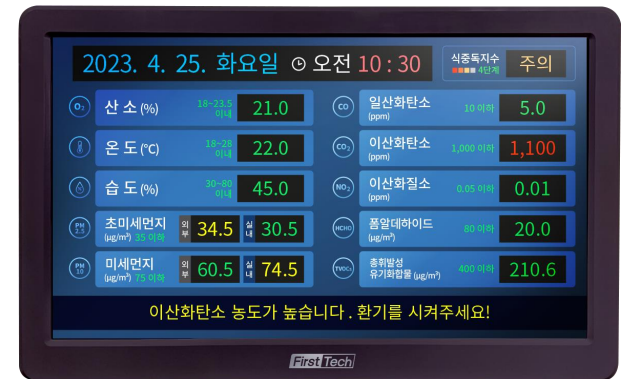 2023. 4. 25. 화요일 오전 10 : 30
식중독지수 4단계 주의
O₂ 산 소 (%) 18~23.5 이내 21.0
CO 일산화탄소 (ppm) 10 이하 5.0
온 도 (℃) 18~28 이내 22.0
CO₂ 이산화탄소 (ppm) 1,000 이하 1,100
습 도 (%) 30~80 이내 45.0
NO₂ 이산화질소 (ppm) 0.05 이하 0.01
PM 2.5 초미세먼지 (μg/m³) 35 이하 외부 34.5 실내 30.5
HCHO 폼알데하이드 (μg/m³) 80 이하 20.0
PM 10 미세먼지 (μg/m³) 75 이하 외부 60.5 실내 74.5
TVOCs 총휘발성 유기화합물 (μg/m³) 400 이하 210.6
이산화탄소 농도가 높습니다 . 환기를 시켜주세요!
First Tech